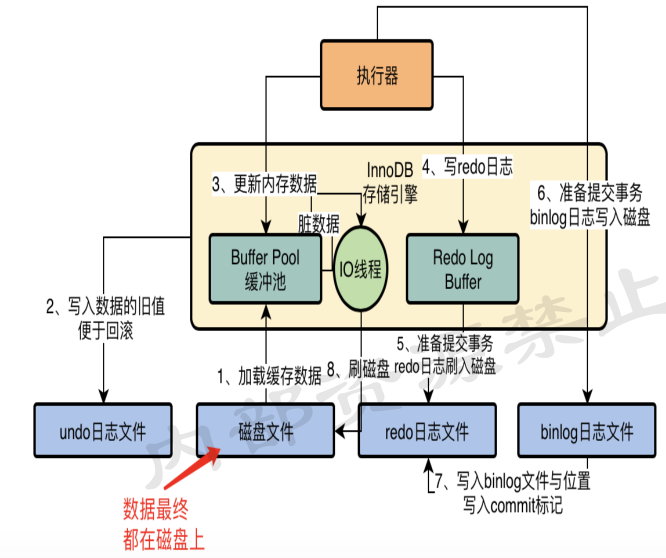 执行器
InnoDB
存储引擎
4、写redo日志
3、更新内存数据
6、准备提交事务
binlog日志写入磁盘
脏数据
Buffer Pool
缓冲池
IO线程
Redo Log
Buffer
2、写入数据的旧值
便于回滚
5、准备提交事务
redo日志刷入磁盘
1、加载缓存数据
8、刷磁盘
undo日志文件
磁盘文件
redo日志文件
binlog日志文件
7、写入binlog文件与位置
写入commit标记
数据最终
都在磁盘上
内部资源禁止